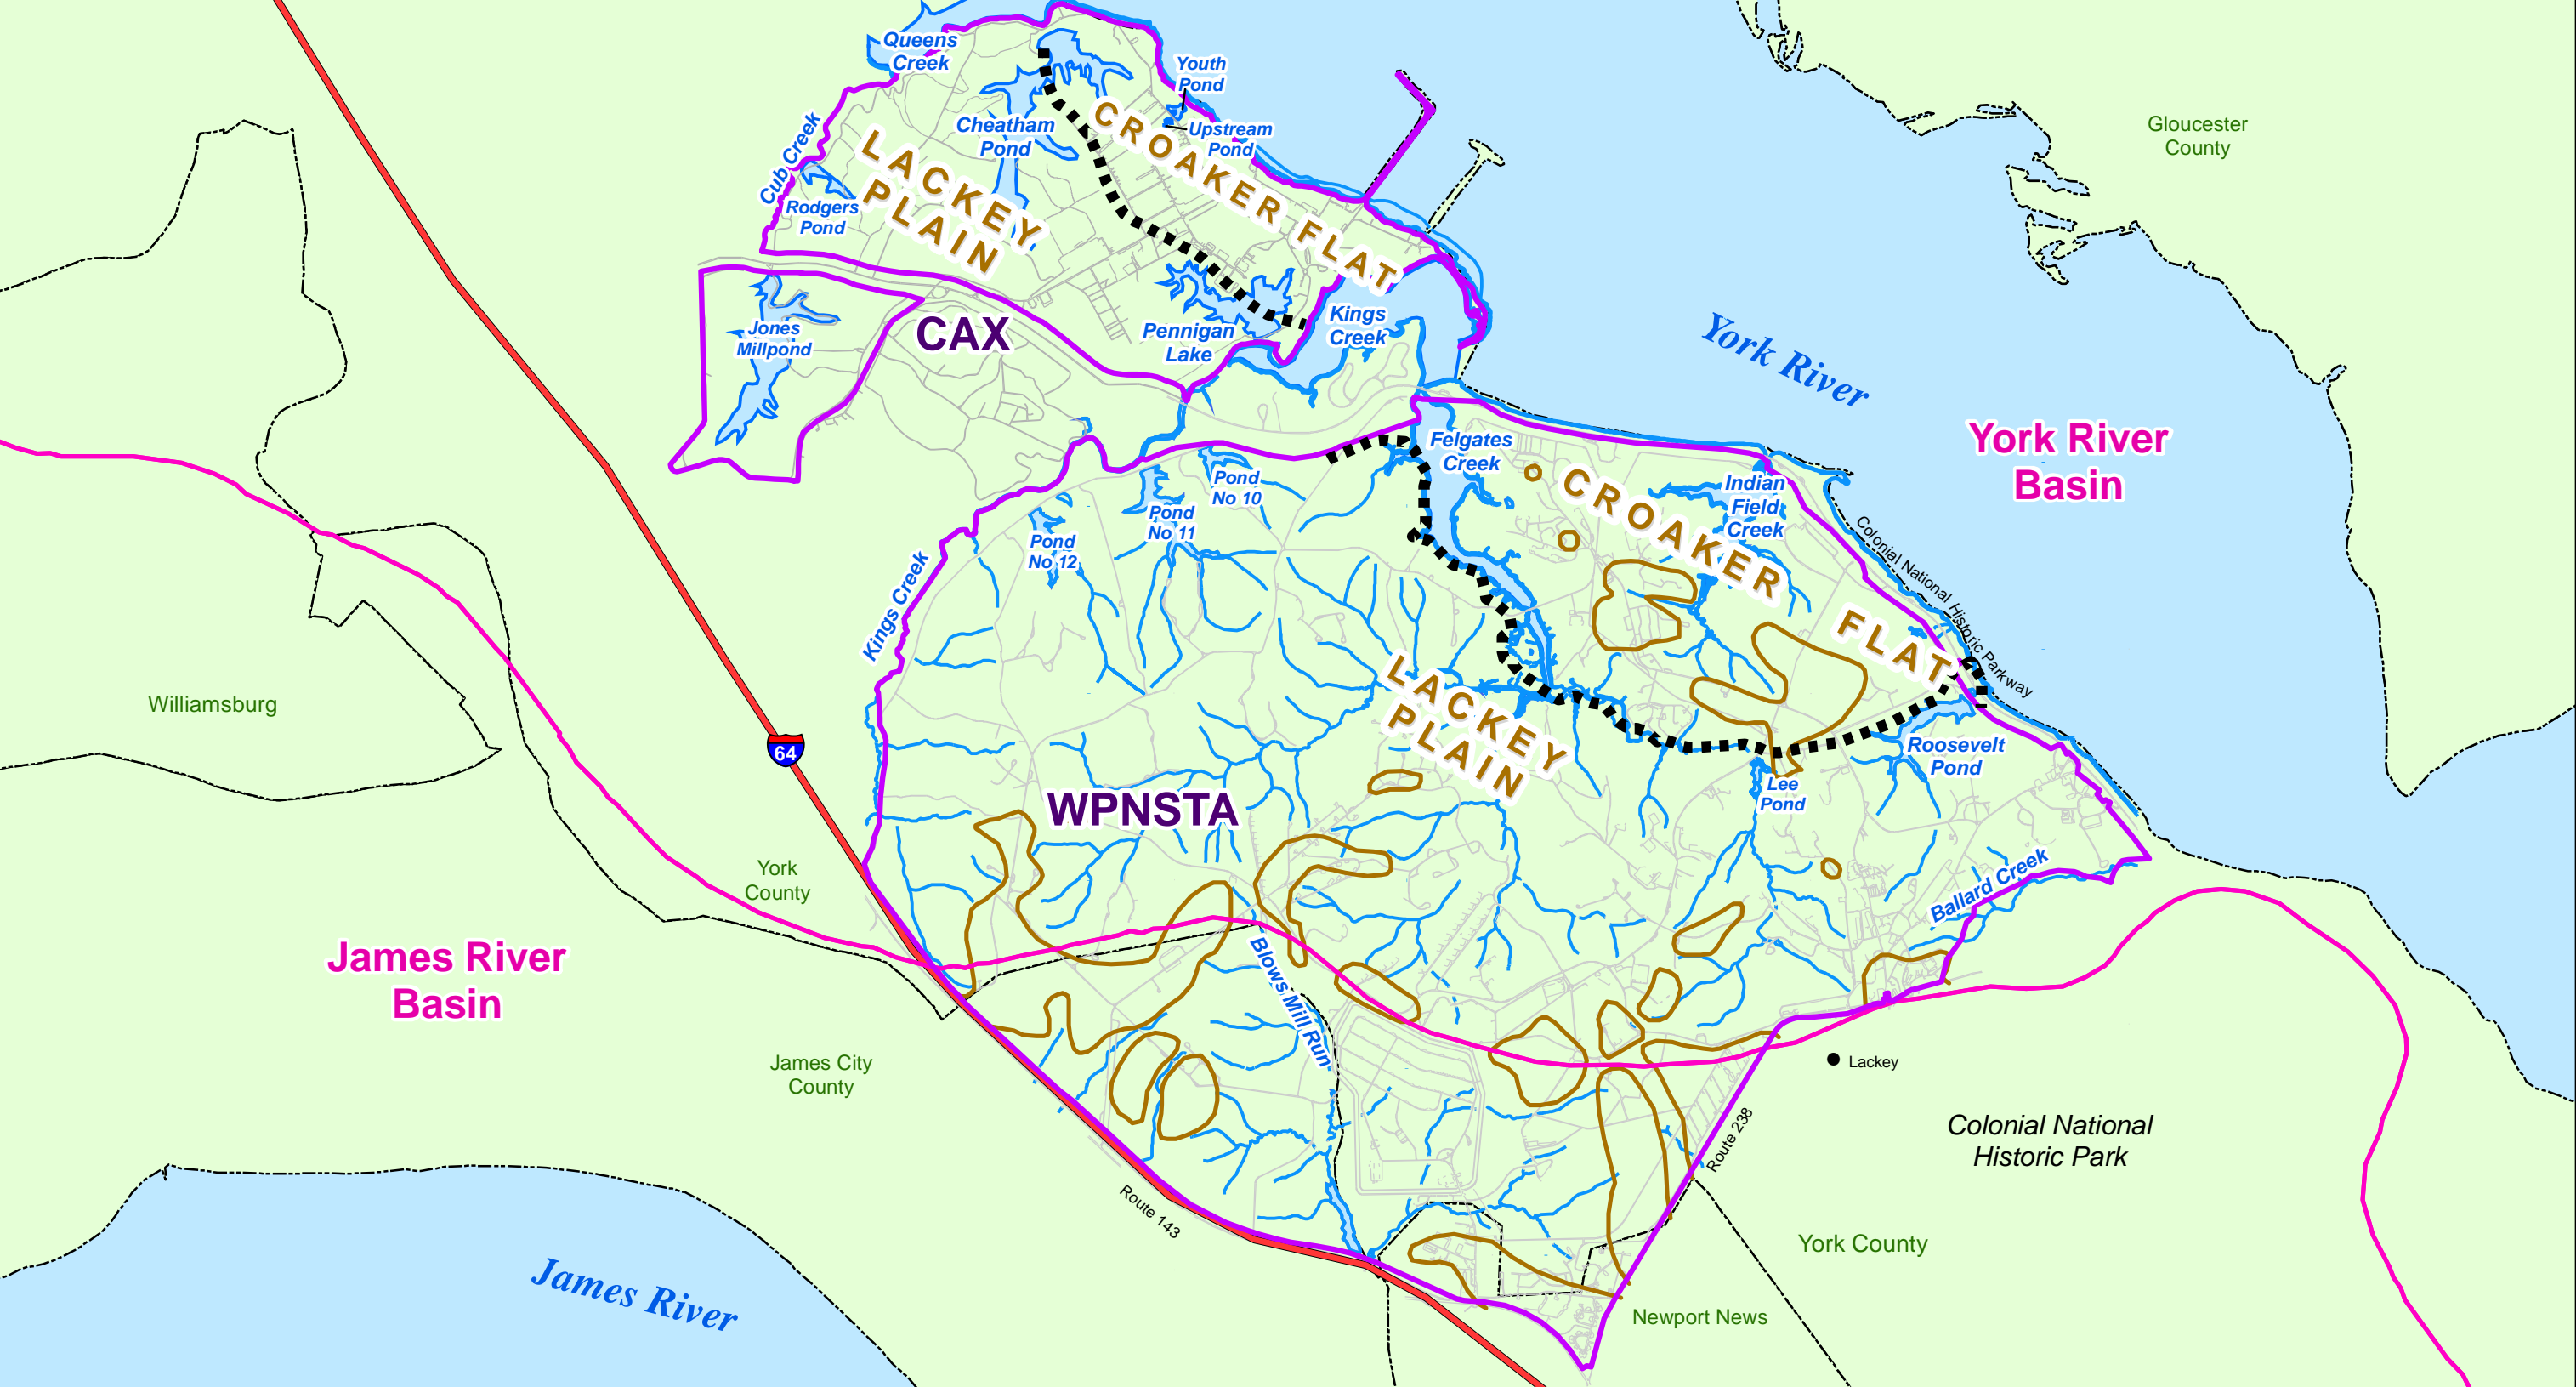 Queens
Creek
Youth
Pond
Cheatham
Pond
Upstream
Pond
Cub Creek
Rodgers
Pond
LACKEY
PLAIN
CROAKER FLAT
Gloucester
County
Jones
Millpond
CAX
Pennigan
Lake
Kings
Creek
York River
York River
Basin
Felgates
Creek
Pond
No 10
Pond
No 11
Pond
No 12
Indian
Field
Creek
CROAKER
FLAT
Colonial National Historic Parkway
Kings Creek
Williamsburg
64
LACKEY
PLAIN
WPNSTA
Roosevelt
Pond
Lee
Pond
York
County
Ballard Creek
James River
Basin
Blows Mill Run
James City
County
Lackey
Route 238
Colonial National
Historic Park
Route 143
York County
James River
Newport News